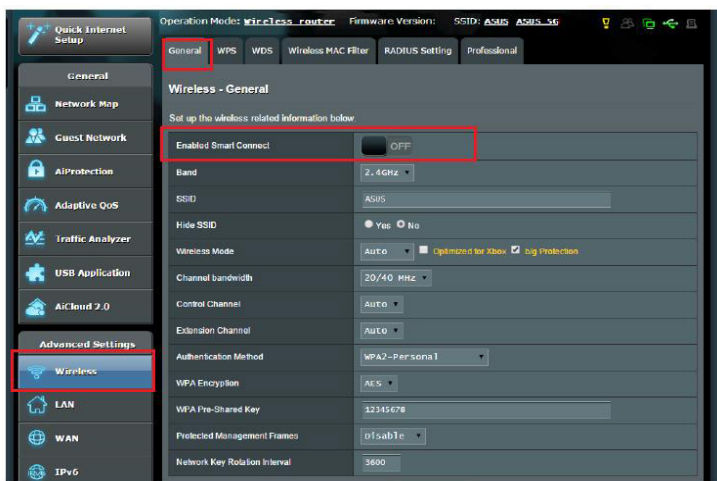 Quick Internet
Setup
Operation Mode: Wireless router Firmware Version: SSID: ASUS ASUS_5G
General WPS WDS Wireless MAC Filter RADIUS Setting Professional
General
Network Map
Guest Network
AiProtection
Adaptive QoS
Traffic Analyzer
USB Application
AiCloud 2.0
Advanced Settings
Wireless
LAN
WAN
IPv6
Wireless - General
Set up the wireless related information below.
Enabled Smart Connect OFF
Band 2.4GHz
SSID ASUS
Hide SSID Yes No
Wireless Mode Auto Optimized for Xbox b/g Protection
Channel bandwidth 20/40 MHz
Control Channel Auto
Extension Channel Auto
Authentication Method WPA2-Personal
WPA Encryption AES
WPA Pre-Shared Key 12345678
Protected Management Frames Disable
Network Key Rotation Interval 3600